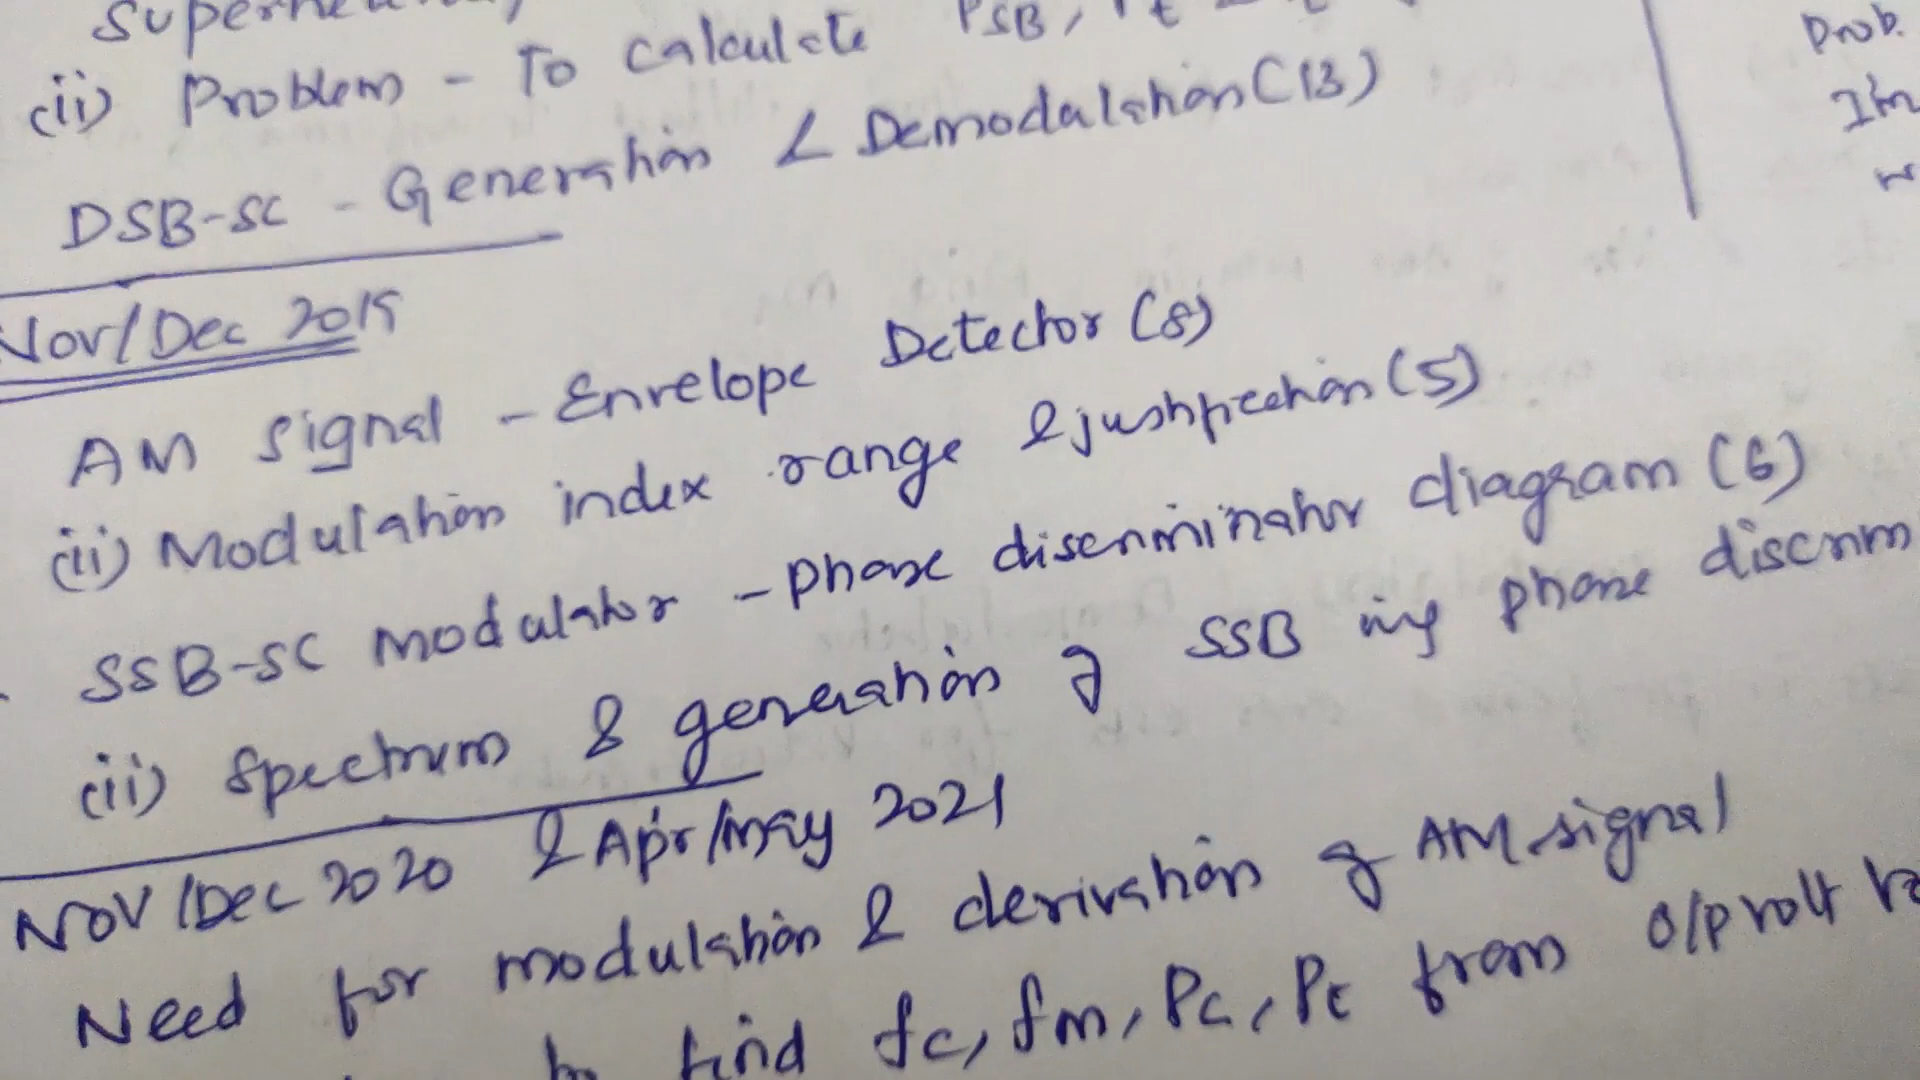 (ii) Problem - To calculate PSB, Pt
DSB-SC - Generation & Demodulation (13)
Nov/Dec 2019
AM signal - Envelope Detector (8)
(ii) Modulation index range & justification (5)
SSB-SC modulator - Phase discriminator diagram (6)
(ii) Spectrum & generation of SSB using phase discrim
Nov/Dec 2020 & Apr/May 2021
Need for modulation & derivation of AM signal
to find fc, fm, Pc, Pt from o/p volt
Prob.